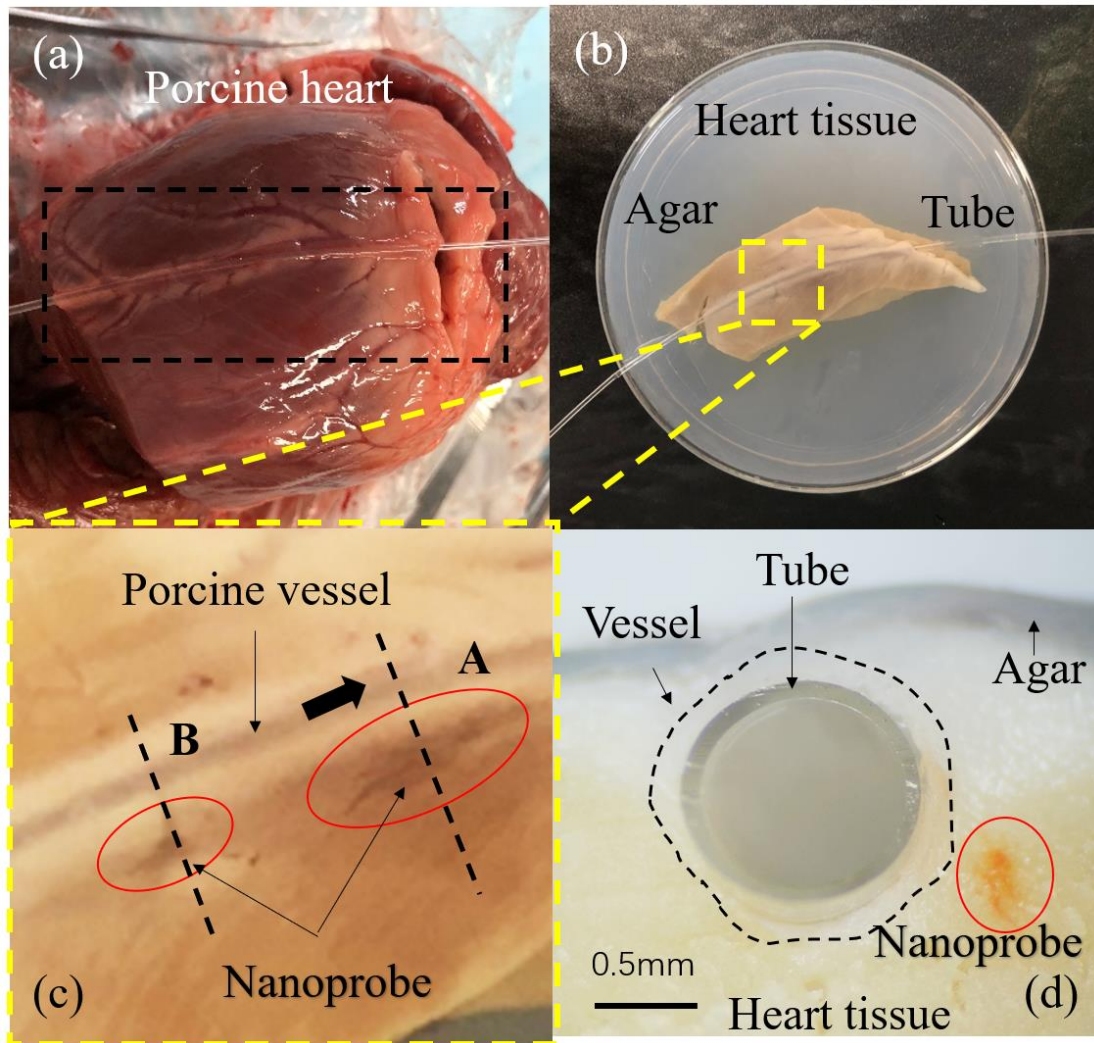 (a)
Porcine heart
(b)
Heart tissue
Agar
Tube
Porcine vessel
A
B
Nanoprobe
(c)
Tube
Vessel
Agar
Nanoprobe
0.5mm
(d)
Heart tissue